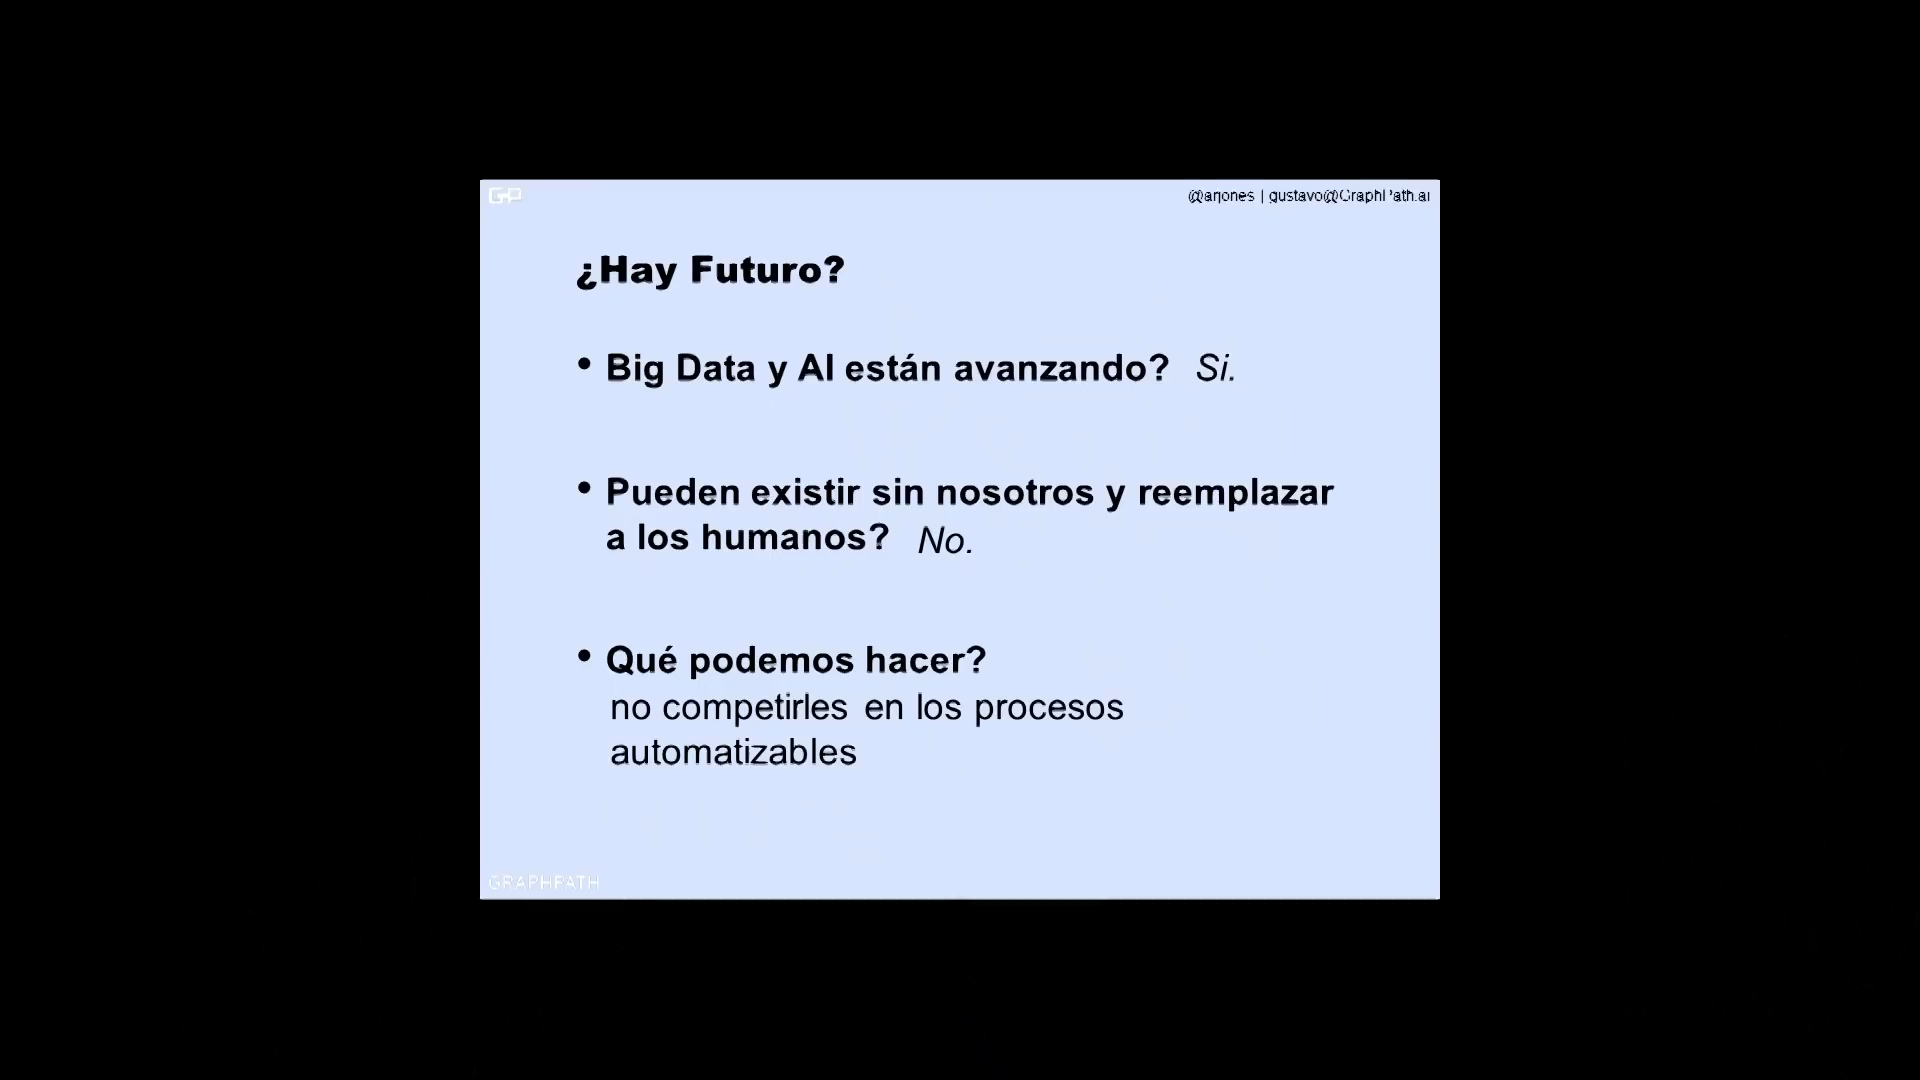 GP
@arjones | gustavo@GraphPath.ai
¿Hay Futuro?
• Big Data y AI están avanzando? Si.
• Pueden existir sin nosotros y reemplazar
a los humanos? No.
• Qué podemos hacer?
no competirles en los procesos
automatizables
GRAPHPATH